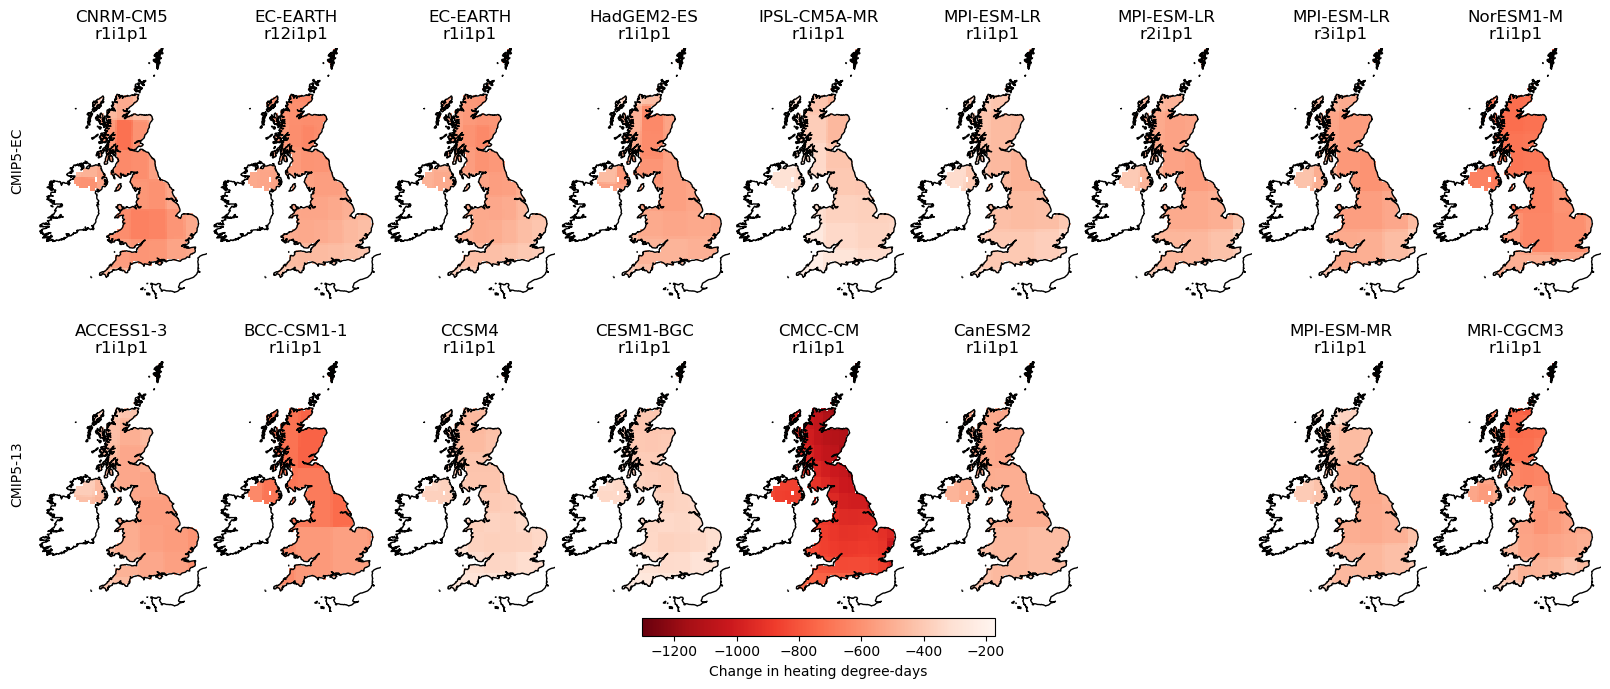 CNRM-CM5 EC-EARTH EC-EARTH HadGEM2-ES IPSL-CM5A-MR MPI-ESM-LR MPI-ESM-LR MPI-ESM-LR NorESM1-M
r1i1p1 r12i1p1 r1i1p1 r1i1p1 r1i1p1 r1i1p1 r2i1p1 r3i1p1 r1i1p1
CMIP5-EC
ACCESS1-3 BCC-CSM1-1 CCSM4 CESM1-BGC CMCC-CM CanESM2 MPI-ESM-MR MRI-CGCM3
r1i1p1 r1i1p1 r1i1p1 r1i1p1 r1i1p1 r1i1p1 r1i1p1 r1i1p1
CMIP5-13
−1200 −1000 −800 −600 −400 −200
Change in heating degree-days